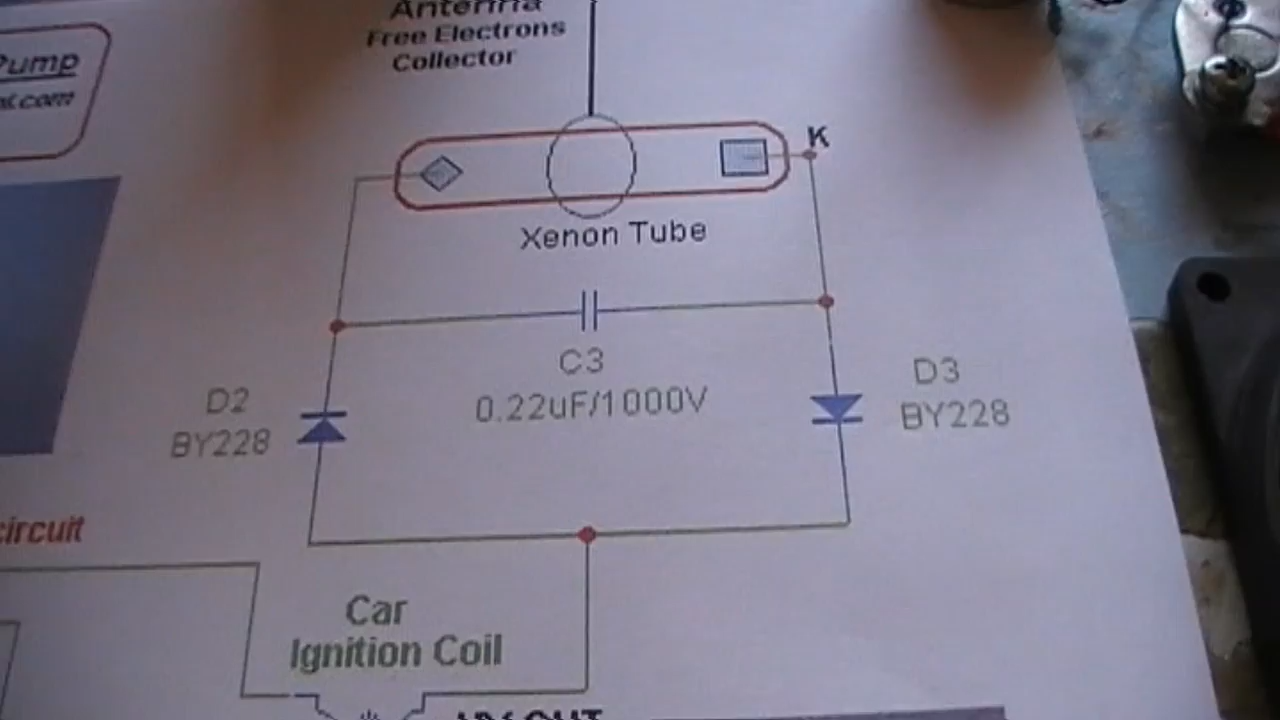 Antenna
Free Electrons
Collector
Pump
K
Xenon Tube
C3
0.22uF/1000V
D2
BY228
D3
BY228
circuit
Car
Ignition Coil